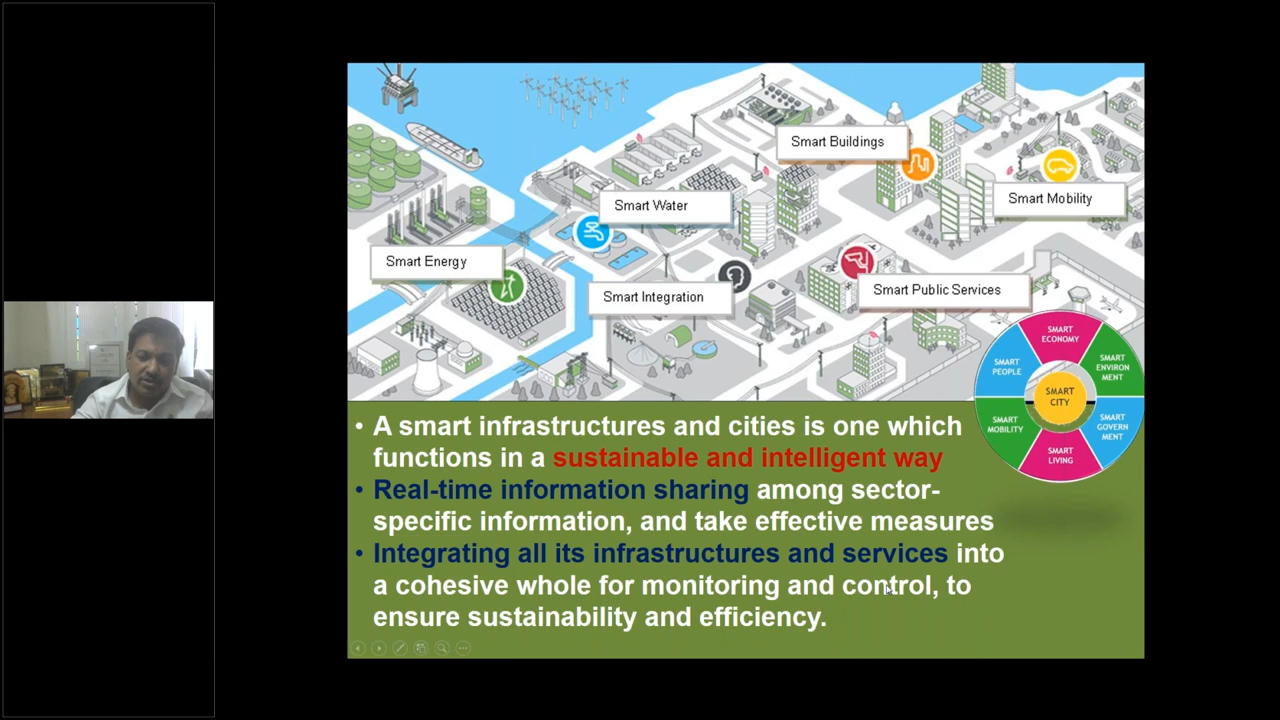 Smart Buildings
Smart Mobility
Smart Water
Smart Energy
Smart Integration
Smart Public Services
SMART
ECONOMY
SMART
PEOPLE
SMART
ENVIRON
MENT
SMART
CITY
SMART
MOBILITY
SMART
GOVERN
MENT
SMART
LIVING
• A smart infrastructures and cities is one which
functions in a sustainable and intelligent way
• Real-time information sharing among sector-
specific information, and take effective measures
• Integrating all its infrastructures and services into
a cohesive whole for monitoring and control, to
ensure sustainability and efficiency.